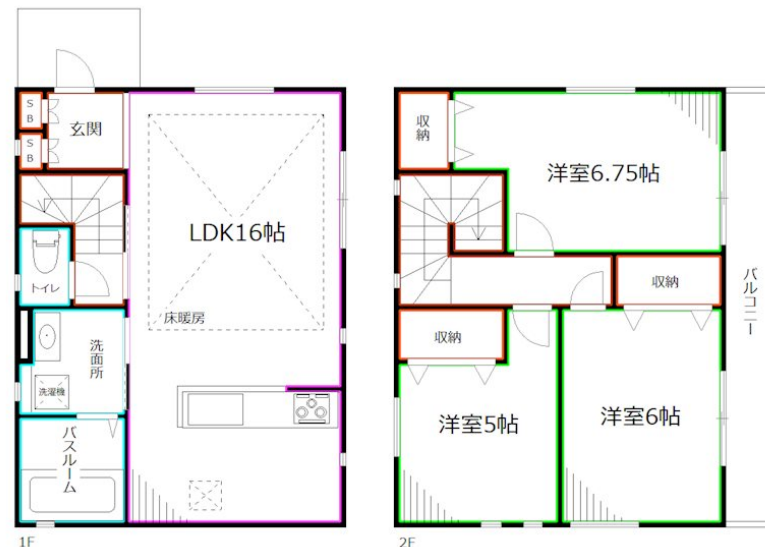 SB
SB
玄関
LDK16帖
トイレ
床暖房
洗面所
洗濯機
バスルーム
1F
収納
洋室6.75帖
収納
バルコニー
収納
洋室5帖
洋室6帖
2F